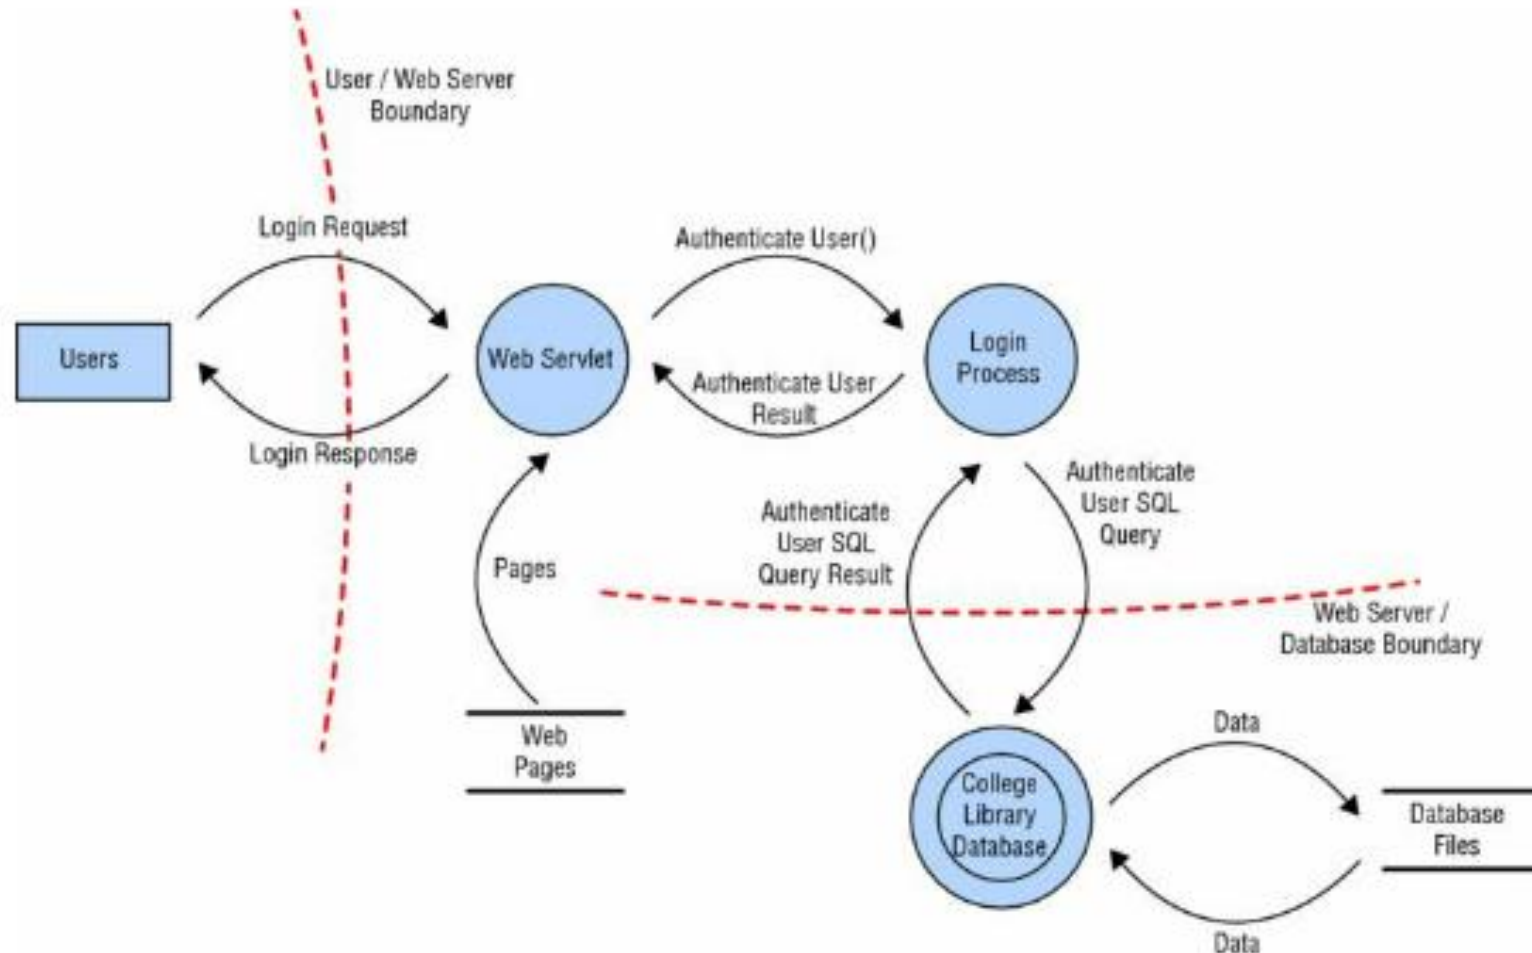 User / Web Server
Boundary
Login Request
Authenticate User()
Users
Web Servlet
Login
Process
Authenticate User
Result
Login Response
Authenticate
User SQL
Query
Authenticate
User SQL
Query Result
Pages
Web Server /
Database Boundary
Web
Pages
Data
College
Library
Database
Database
Files
Data